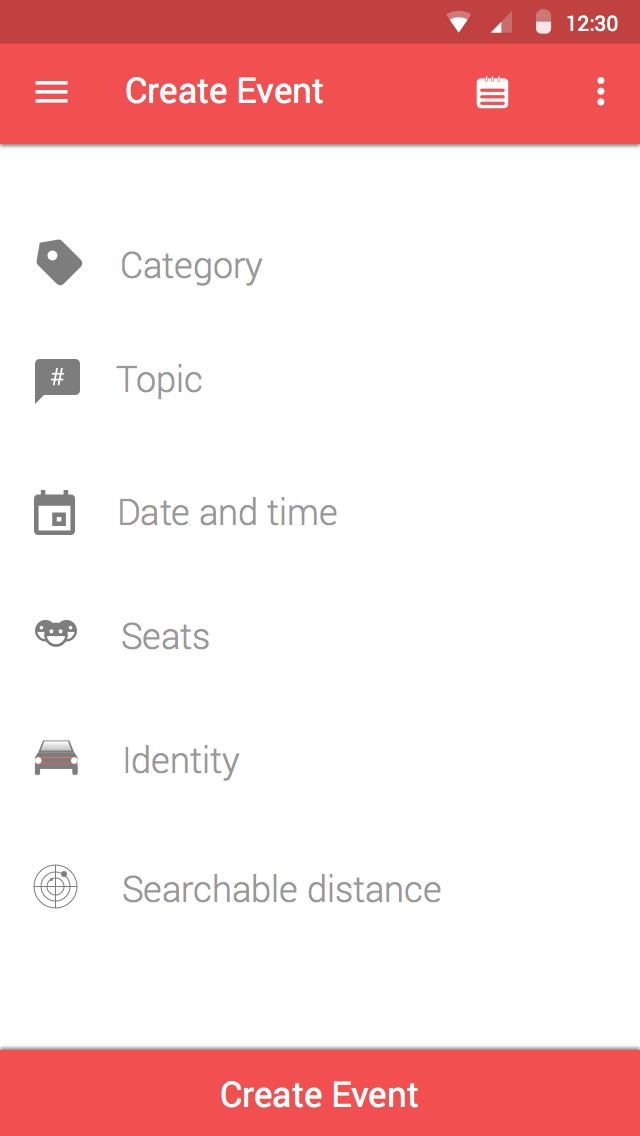 12:30
Create Event
Category
#
Topic
Date and time
Seats
Identity
Searchable distance
Create Event